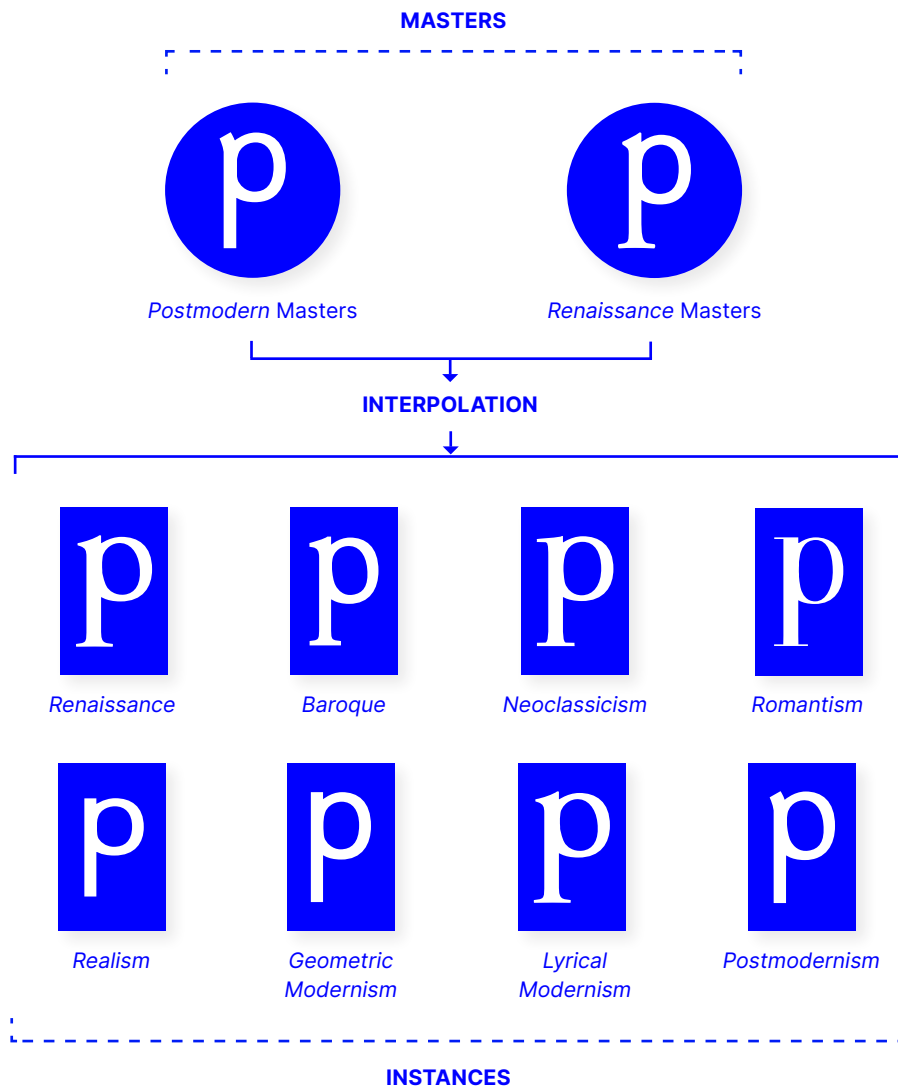 MASTERS
p p
Postmodern Masters Renaissance Masters
INTERPOLATION
p p p p
Renaissance Baroque Neoclassicism Romantism
p p p p
Realism Geometric Lyrical Postmodernism
Modernism Modernism
INSTANCES